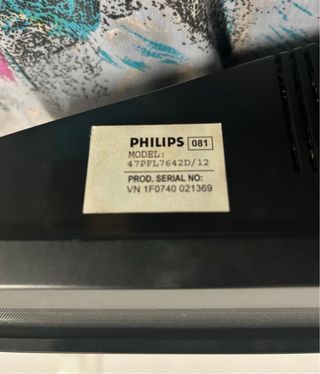 PHILIPS 081
MODEL:
47PFL7642D/12
PROD. SERIAL NO:
VN 1F0740 021369